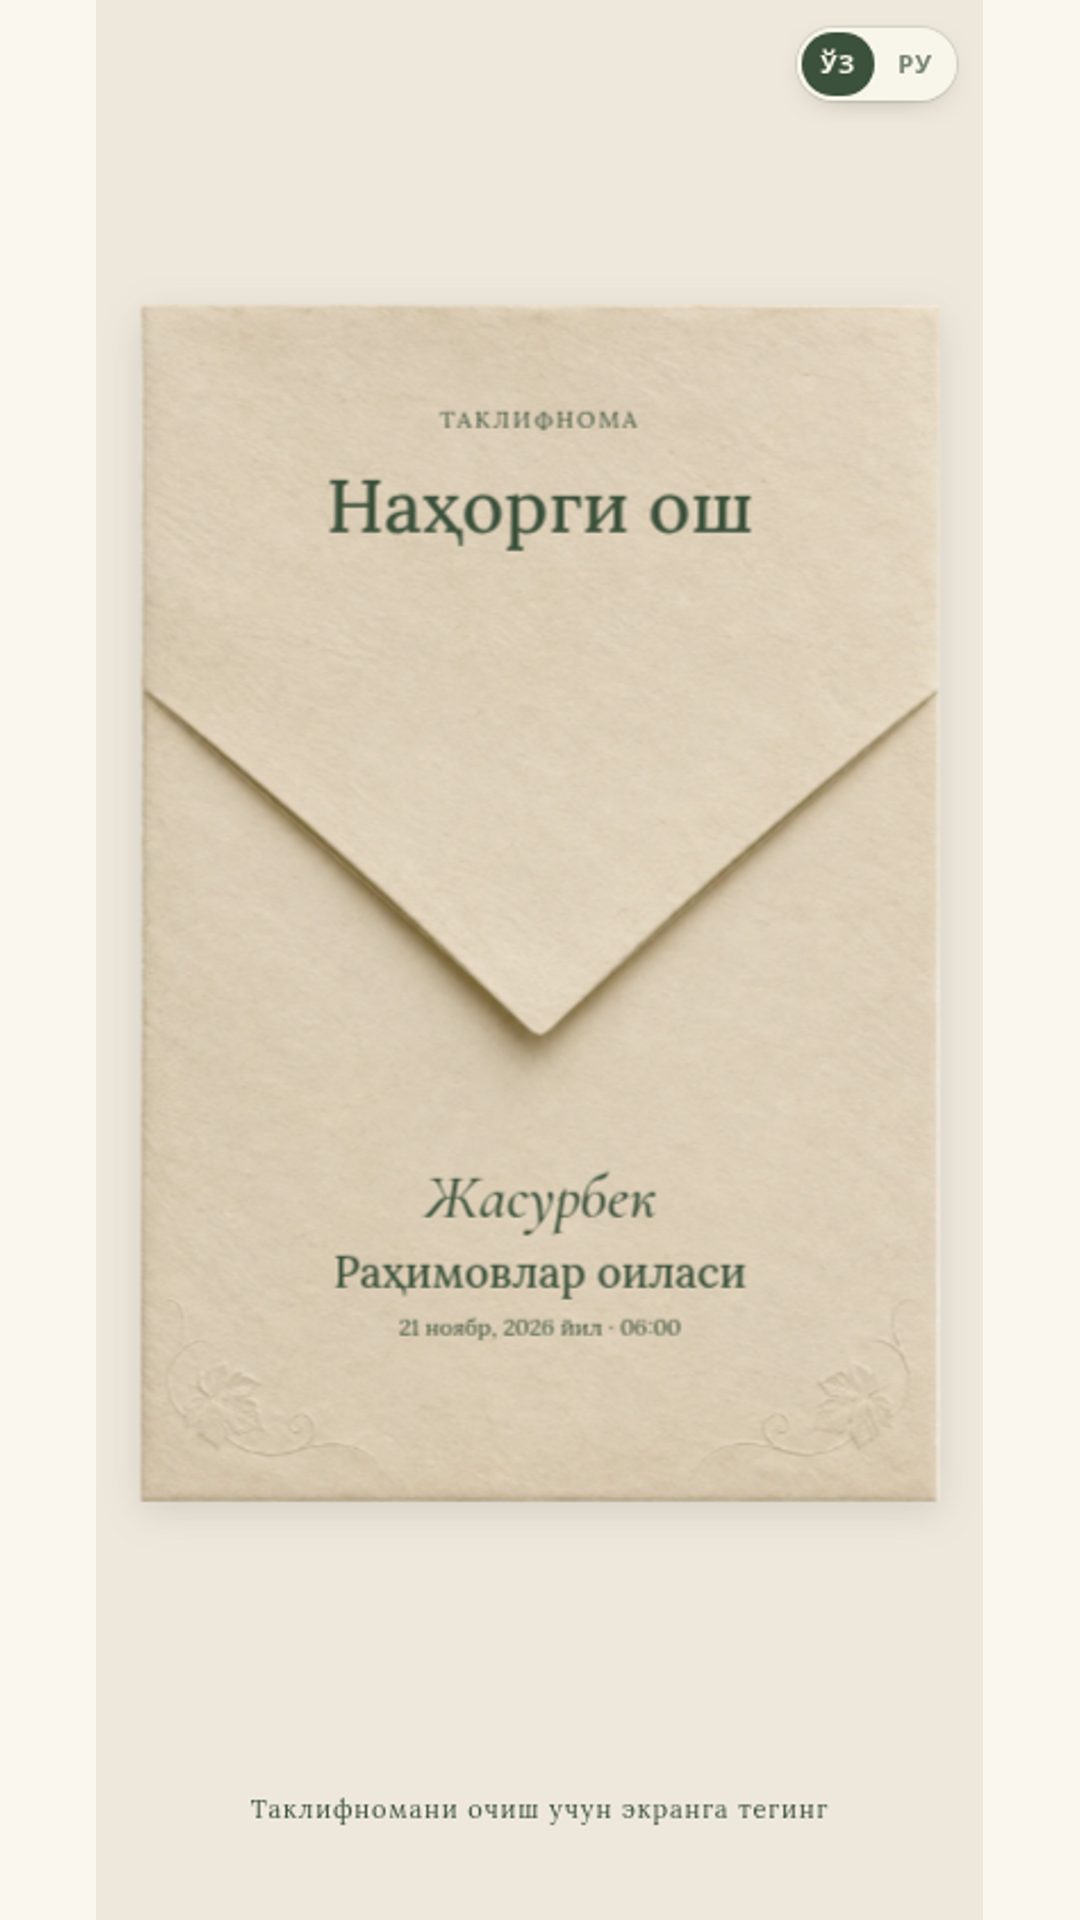 ЎЗ РУ
ТАКЛИФНОМА
Наҳорги ош
Жасурбек
Раҳимовлар оиласи
21 ноябр, 2026 йил · 06:00
Таклифномани очиш учун экранга тегинг